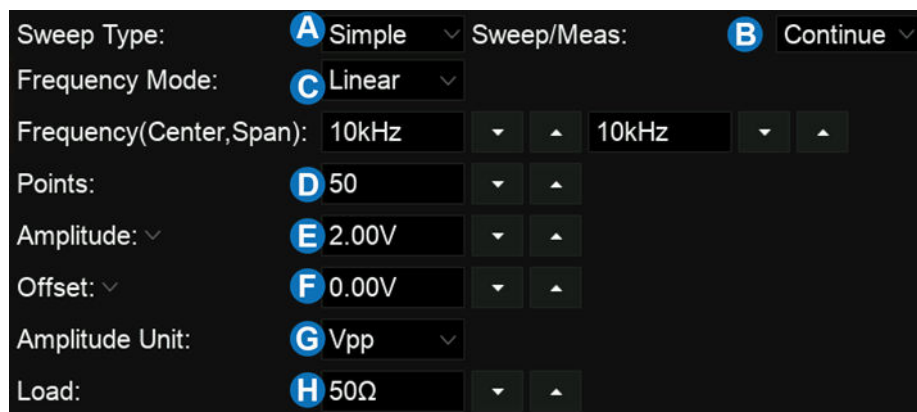 Sweep Type: A Simple Sweep/Meas: B Continue
Frequency Mode: C Linear
Frequency(Center,Span): 10kHz 10kHz
Points: D 50
Amplitude: E 2.00V
Offset: F 0.00V
Amplitude Unit: G Vpp
Load: H 50Ω